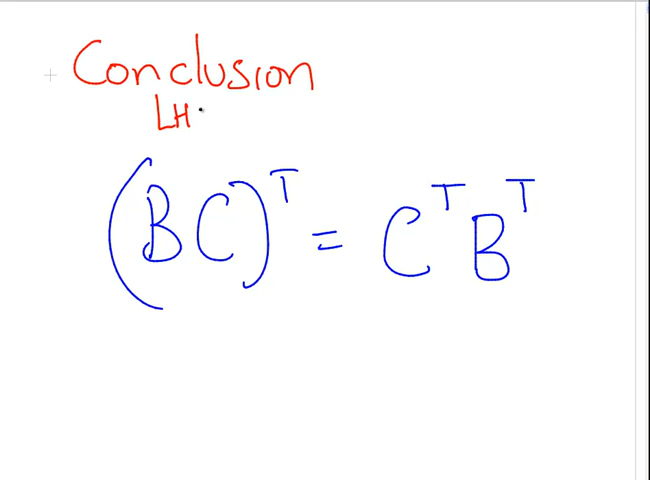 Conclusion
LH
(BC)ᵀ = CᵀBᵀ